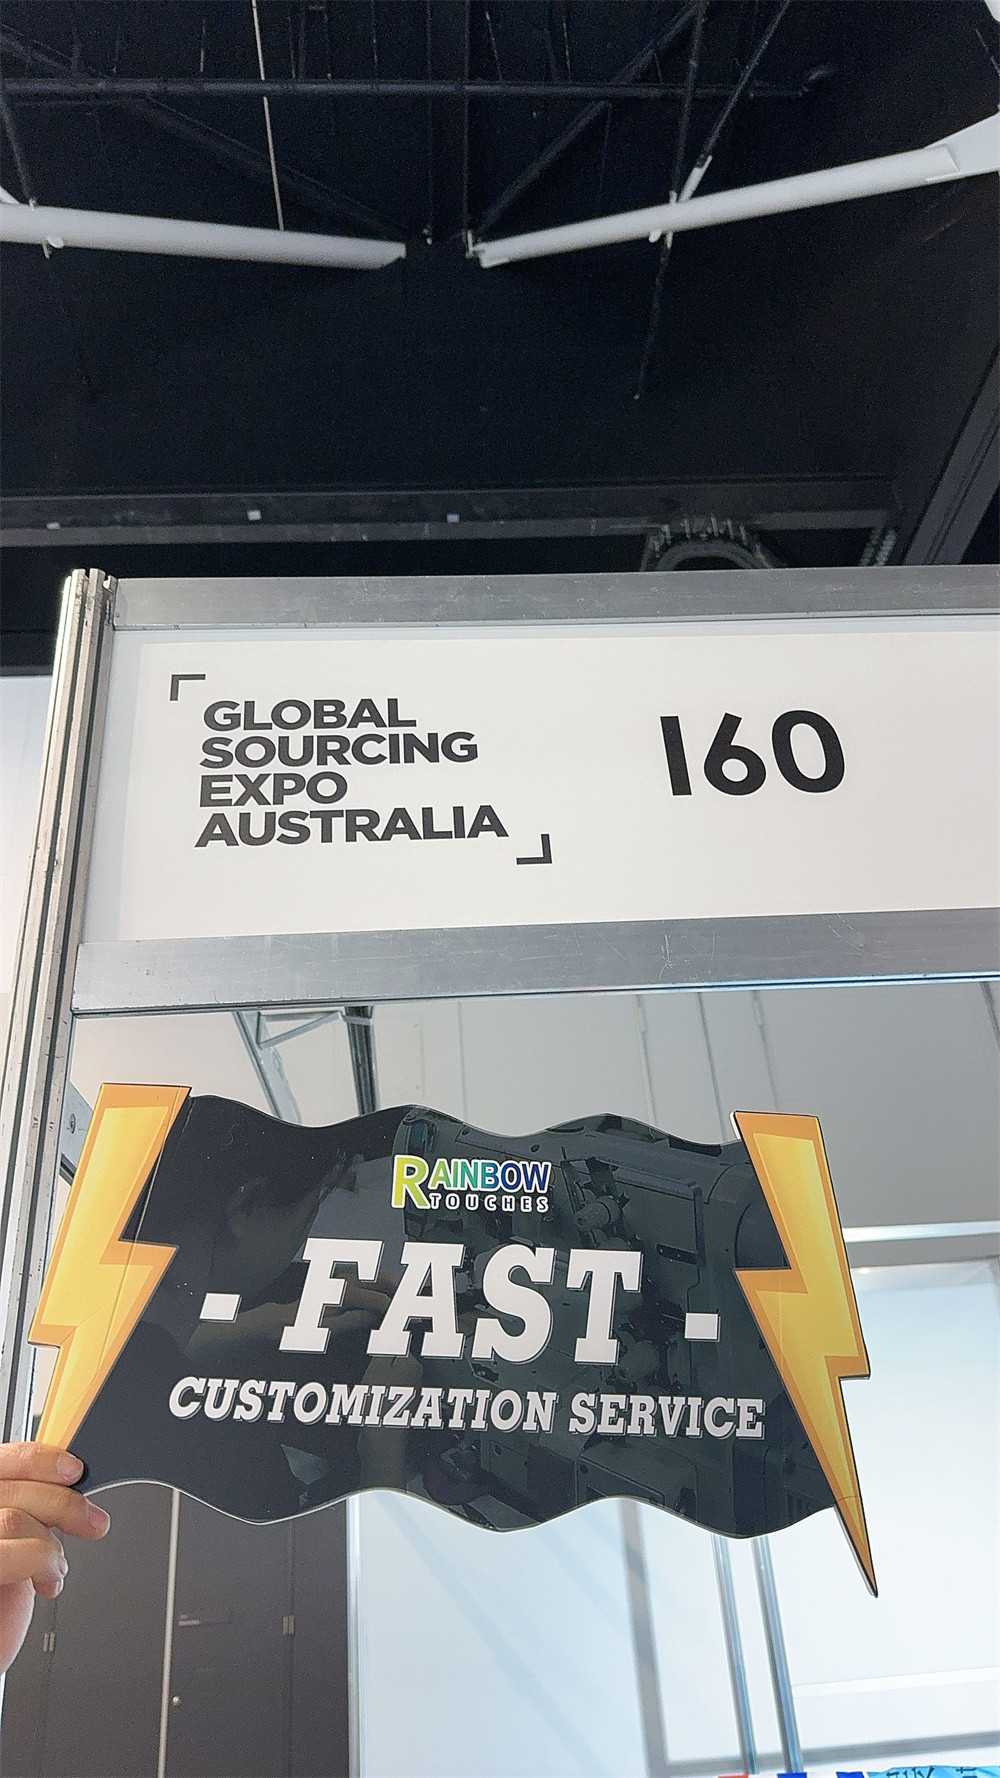 GLOBAL
SOURCING
EXPO
AUSTRALIA
160
RAINBOW
TOUCHES
- FAST -
CUSTOMIZATION SERVICE